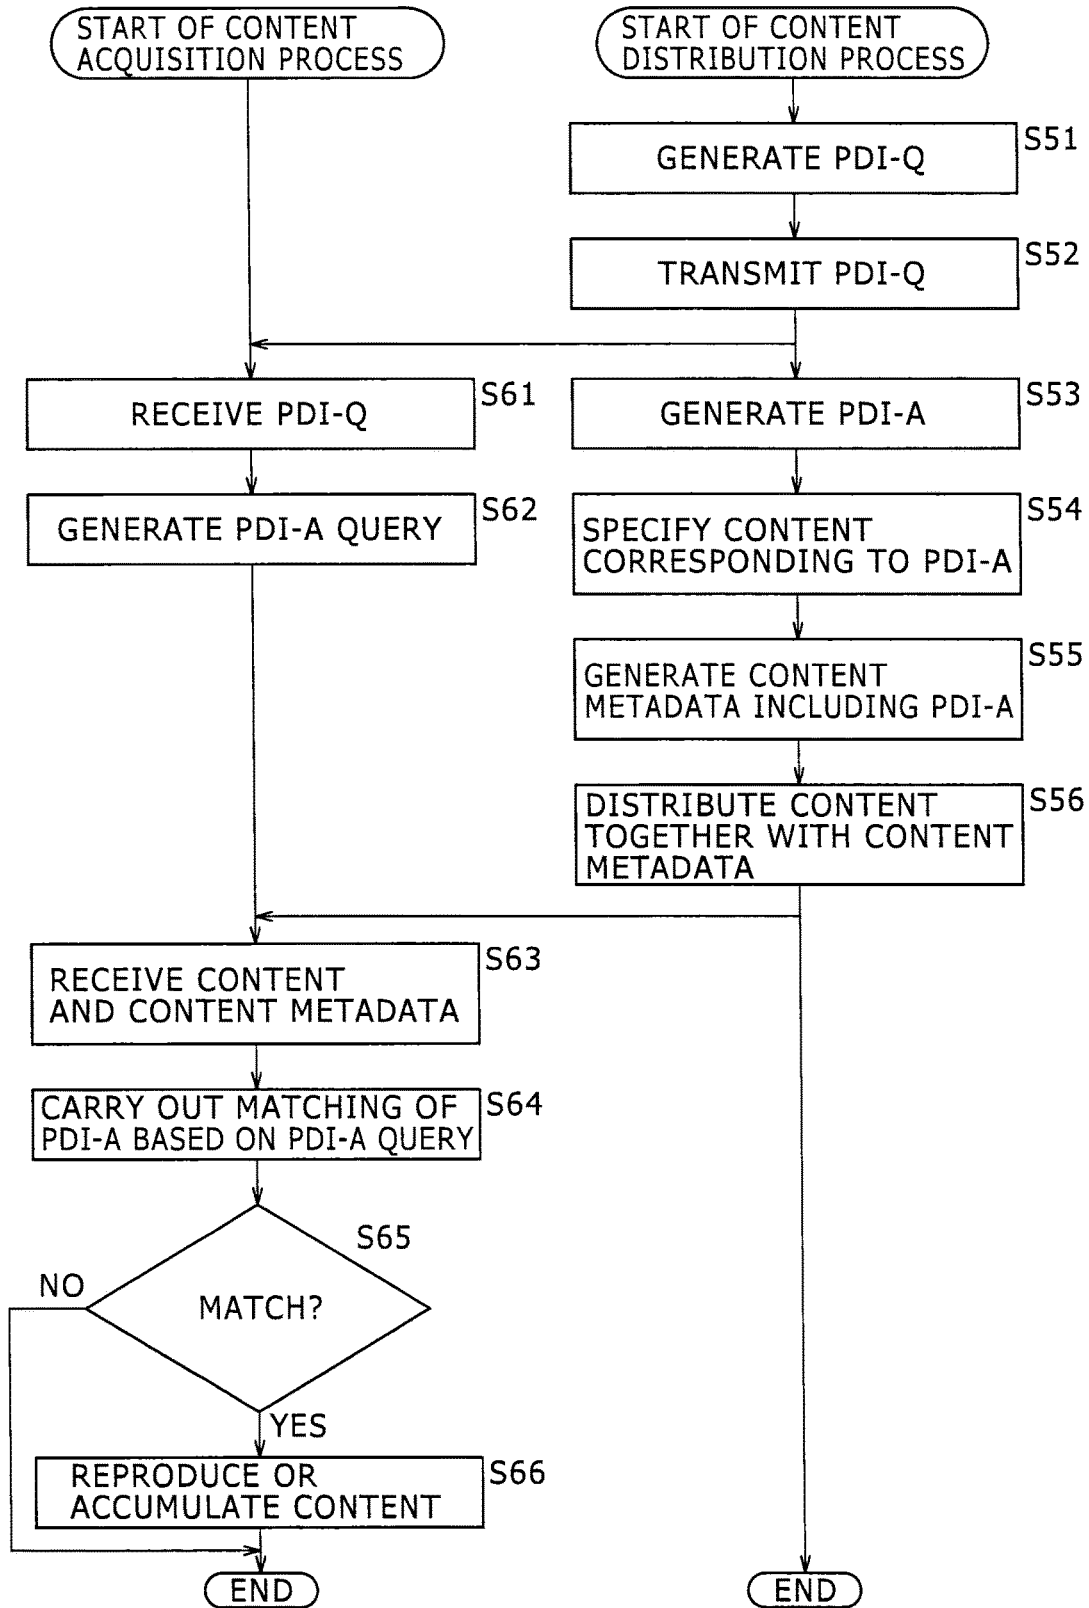 START OF CONTENT
ACQUISITION PROCESS
START OF CONTENT
DISTRIBUTION PROCESS
S51
GENERATE PDI-Q
S52
TRANSMIT PDI-Q
S61
RECEIVE PDI-Q
S53
GENERATE PDI-A
S62
GENERATE PDI-A QUERY
S54
SPECIFY CONTENT
CORRESPONDING TO PDI-A
S55
GENERATE CONTENT
METADATA INCLUDING PDI-A
S56
DISTRIBUTE CONTENT
TOGETHER WITH CONTENT
METADATA
S63
RECEIVE CONTENT
AND CONTENT METADATA
S64
CARRY OUT MATCHING OF
PDI-A BASED ON PDI-A QUERY
S65
NO
MATCH?
YES
S66
REPRODUCE OR
ACCUMULATE CONTENT
END
END